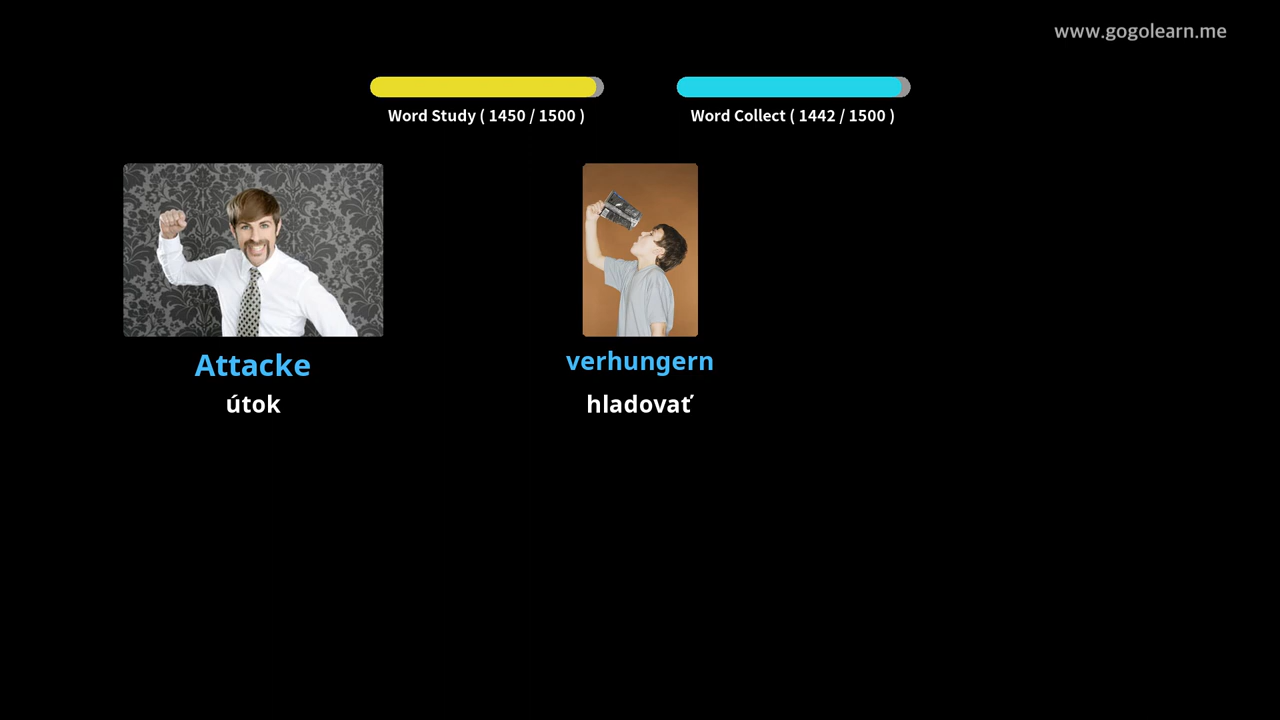 www.gogolearn.me
Word Study ( 1450 / 1500 )
Word Collect ( 1442 / 1500 )
Attacke
verhungern
útok
hladovať